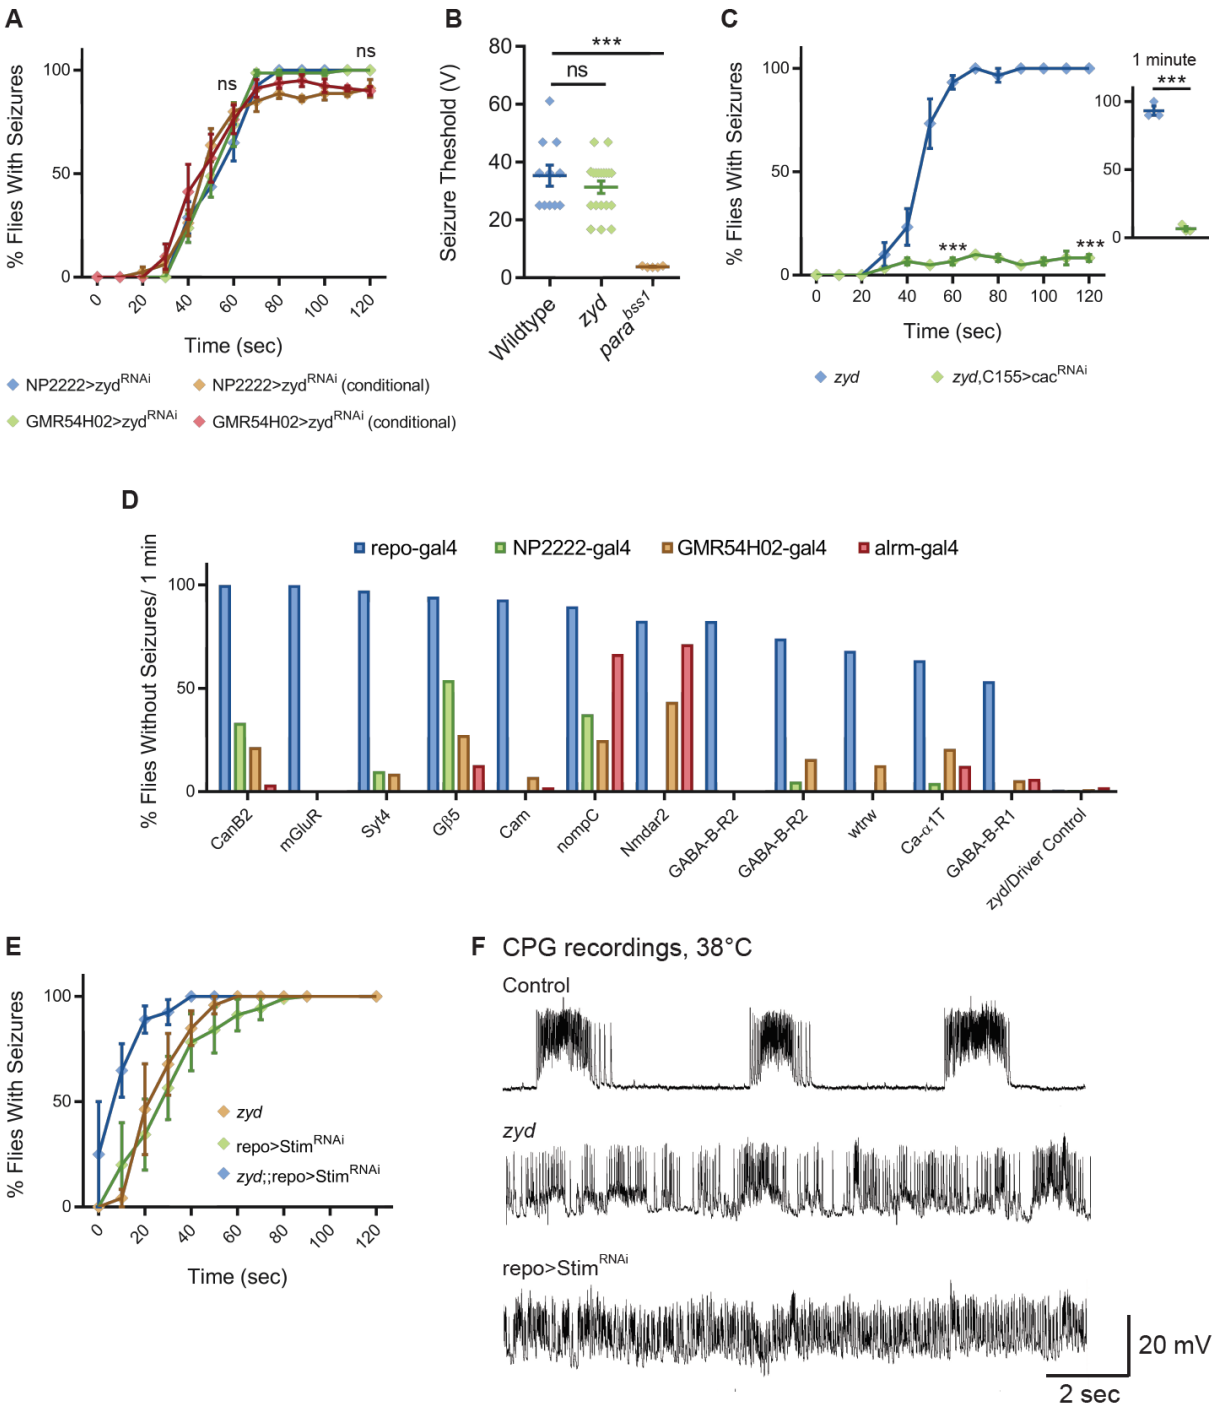 A
% Flies With Seizures
100
50
0
ns
ns
0
20
40
60
80
100
120
Time (sec)
NP2222>zydRNAi
NP2222>zydRNAi (conditional)
GMR54H02>zydRNAi
GMR54H02>zydRNAi (conditional)
B
Seizure Theshold (V)
80
60
40
20
0
***
ns
Wildtype
zyd
parabss1
C
% Flies With Seizures
100
50
0
***
***
0
20
40
60
80
100
120
Time (sec)
1 minute
***
100
50
0
zyd
zyd,C155>cacRNAi
D
repo-gal4
NP2222-gal4
GMR54H02-gal4
alrm-gal4
% Flies Without Seizures/ 1 min
100
50
0
CanB2
mGluR
Syt4
Gβ5
Cam
nompC
Nmdar2
GABA-B-R2
GABA-B-R2
wtrw
Ca-α1T
GABA-B-R1
zyd/Driver Control
E
% Flies With Seizures
100
50
0
zyd
repo>StimRNAi
zyd;;repo>StimRNAi
0
20
40
60
80
100
120
Time (sec)
F CPG recordings, 38°C
Control
zyd
repo>StimRNAi
20 mV
2 sec